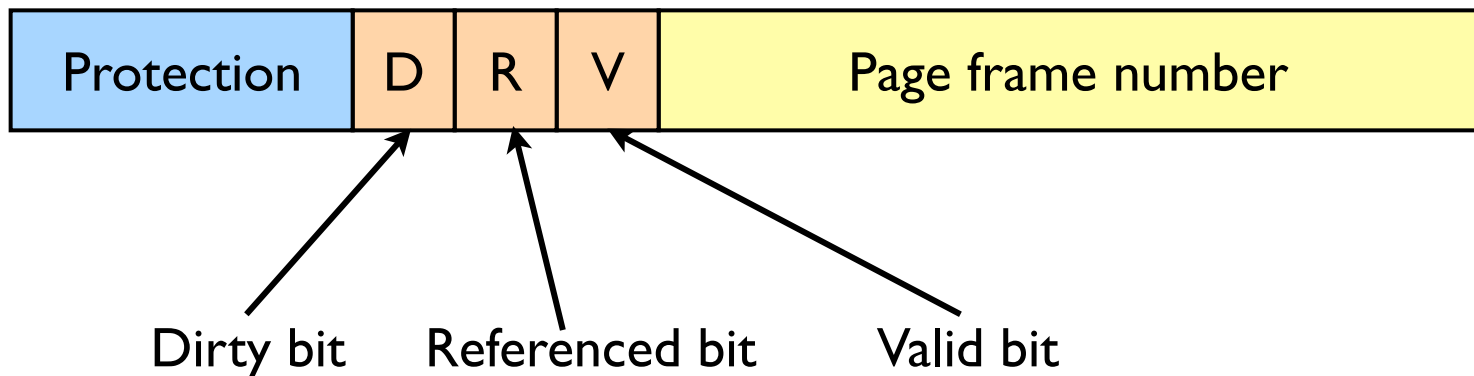 Protection D R V Page frame number
Dirty bit Referenced bit Valid bit